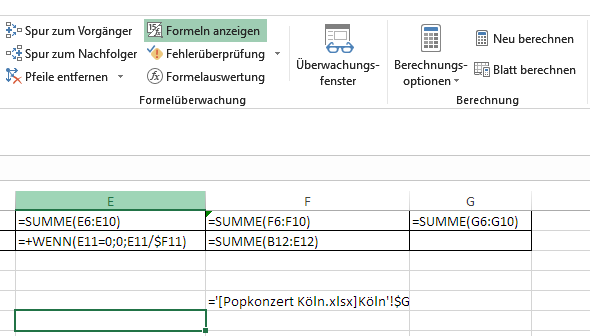 Spur zum Vorgänger
Formeln anzeigen
Spur zum Nachfolger
Fehlerüberprüfung
Pfeile entfernen
Formelauswertung
Formelüberwachung
Überwachungs-
fenster
Berechnungs-
optionen
Neu berechnen
Blatt berechnen
Berechnung
E F G
=SUMME(E6:E10) =SUMME(F6:F10) =SUMME(G6:G10)
=+WENN(E11=0;0;E11/$F11) =SUMME(B12:E12)
='[Popkonzert Köln.xlsx]Köln'!$G